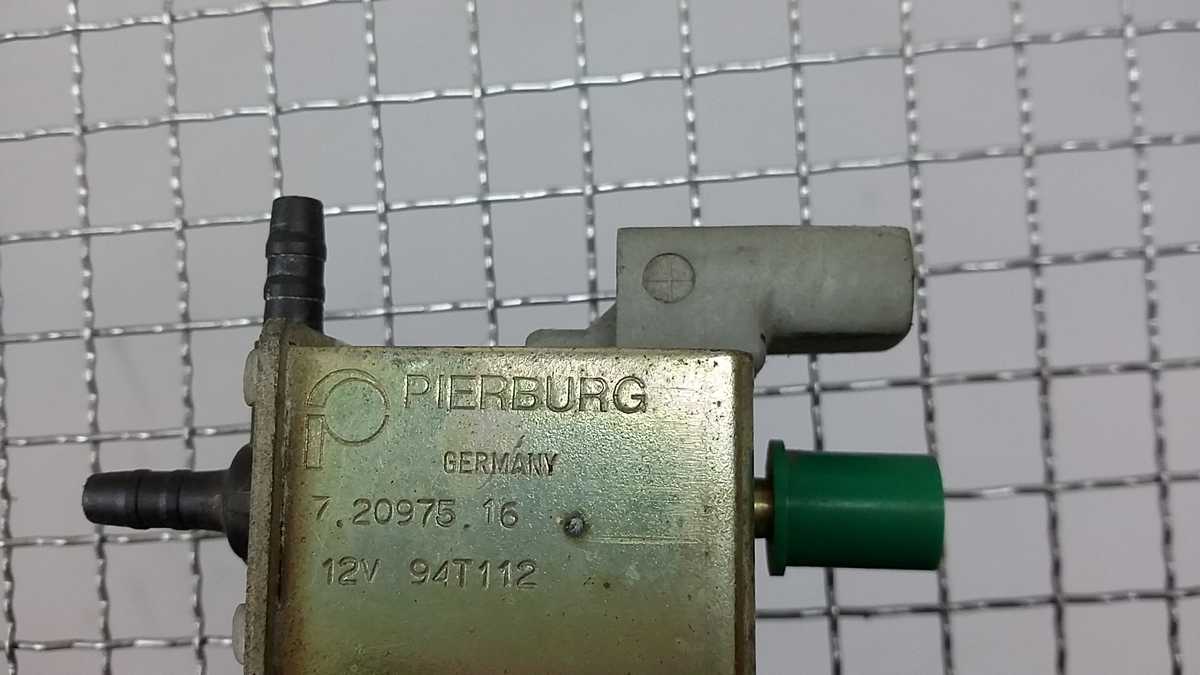 PIERBURG
GERMANY
7.20975.16
12V 94T112